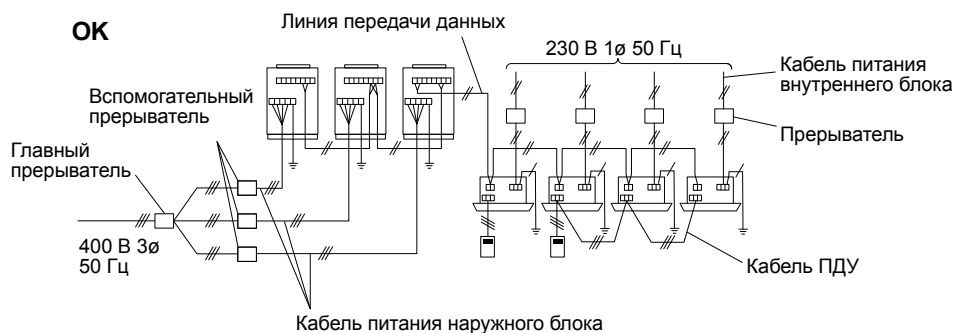 OK
Линия передачи данных
230 В 1ø 50 Гц
Кабель питания
внутреннего блока
Вспомогательный
прерыватель
Прерыватель
Главный
прерыватель
400 В 3ø
50 Гц
Кабель ПДУ
Кабель питания наружного блока